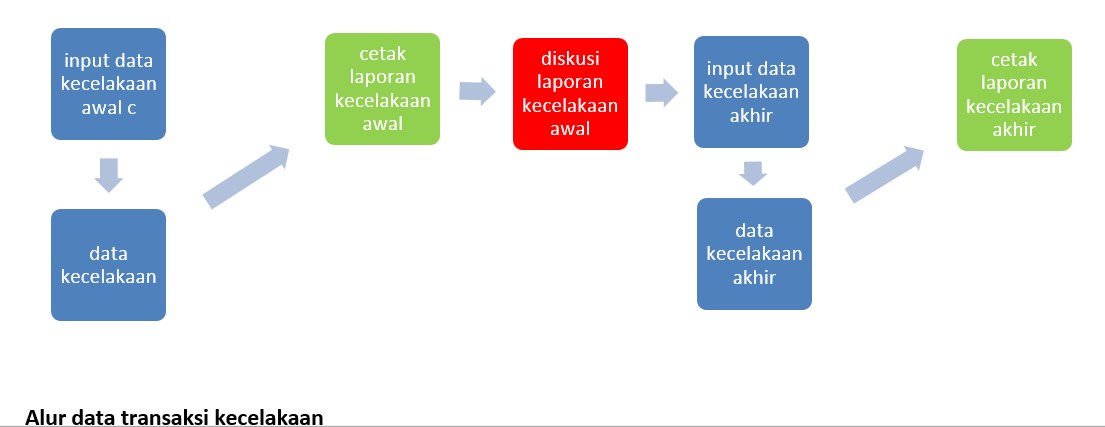 input data
kecelakaan
awal c
data
kecelakaan
cetak
laporan
kecelakaan
awal
diskusi
laporan
kecelakaan
awal
input data
kecelakaan
akhir
data
kecelakaan
akhir
cetak
laporan
kecelakaan
akhir
Alur data transaksi kecelakaan